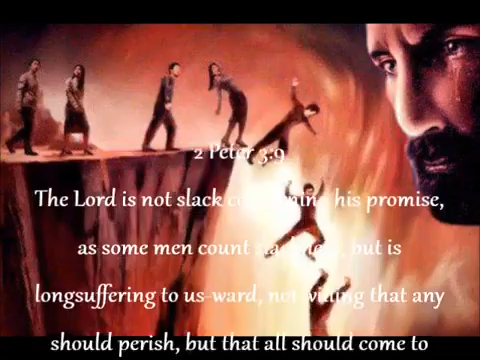 2 Peter 3:9
The Lord is not slack his promise,
as some men count but is
longsuffering to us-ward, not willing that any
should perish, but that all should come to